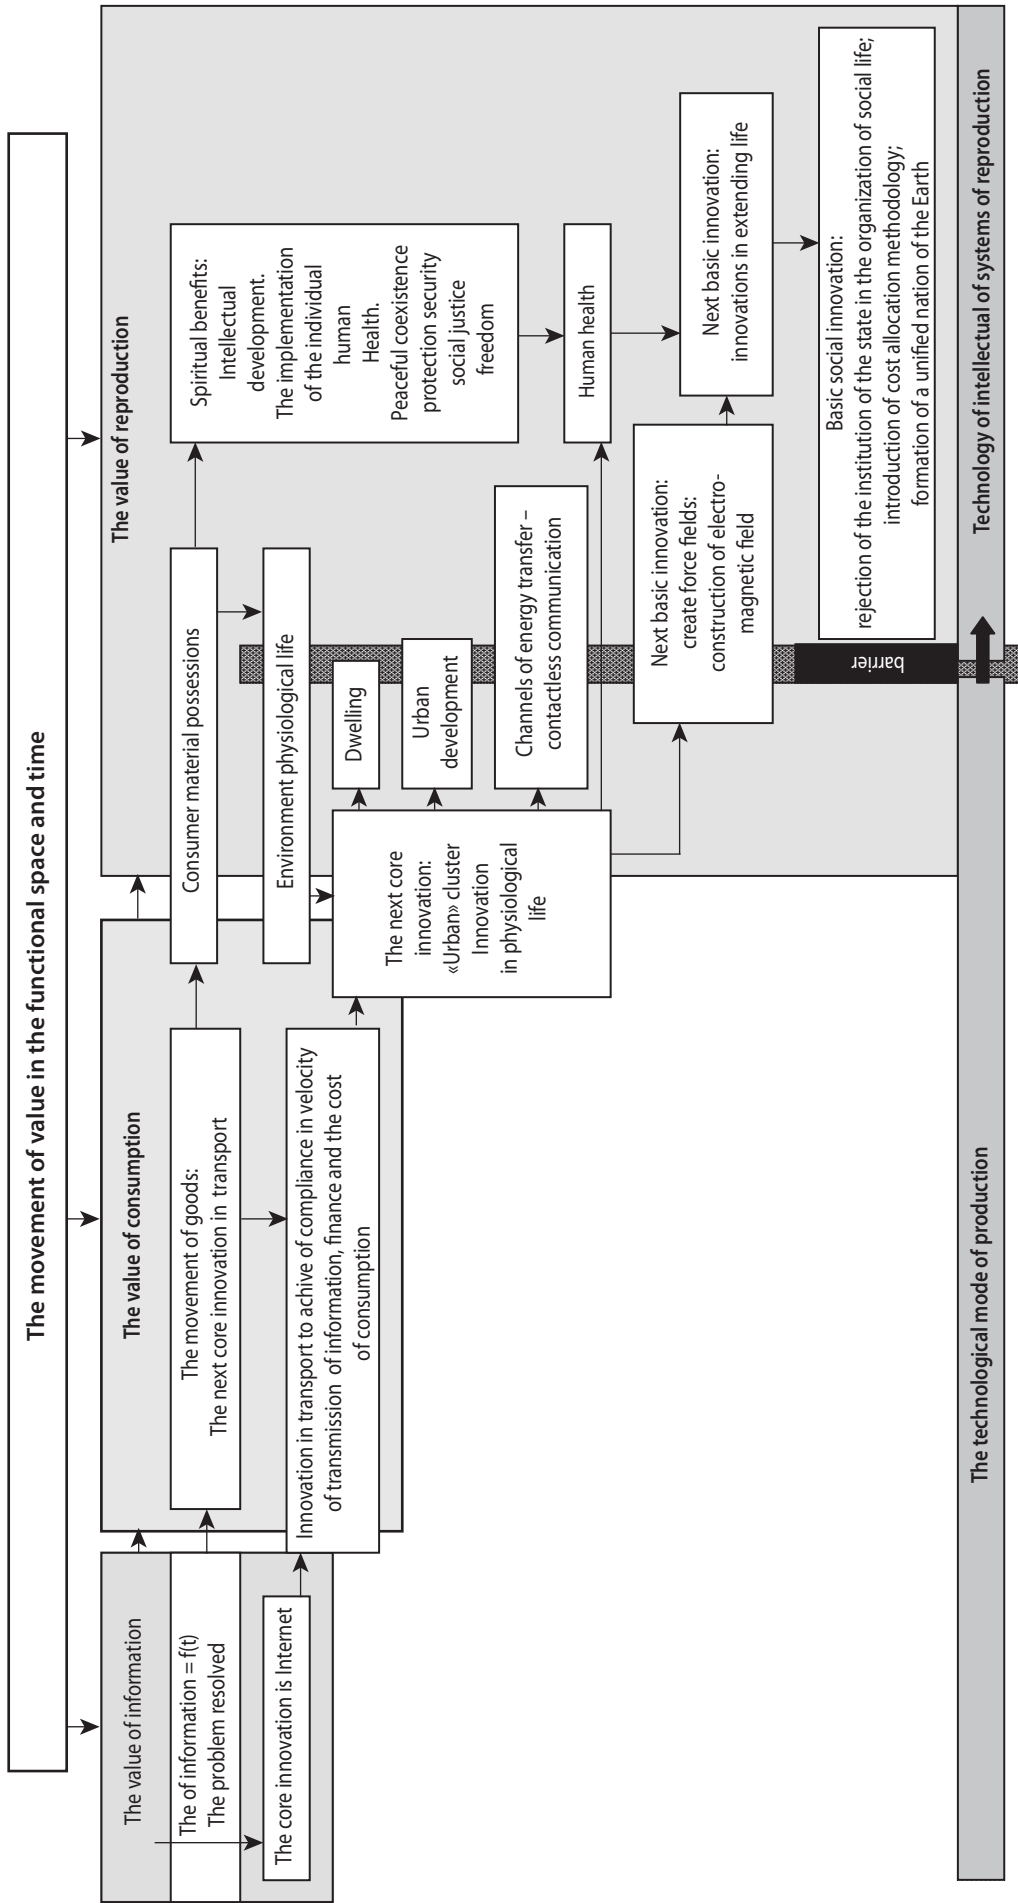 The movement of value in the functional space and time
The value of information
The of information = f(t)
The problem resolved
The core innovation is Internet
The value of consumption
The movement of goods:
The next core innovation in transport
Innovation in transport to achive of compliance in velocity
of transmission of information, finance and the cost
of consumption
The value of reproduction
Consumer material possessions
Environment physiological life
Dwelling
Urban
development
The next core
innovation:
«Urban» cluster
Innovation
in physiological
life
Channels of energy transfer –
contactless communication
Spiritual benefits:
Intellectual
development.
The implementation
of the individual
human
Health.
Peaceful coexistence
protection security
social justice
freedom
Human health
Next basic innovation:
create force fields:
construction of electro-
magnetic field
Next basic innovation:
innovations in extending life
barrier
Basic social innovation:
rejection of the institution of the state in the organization of social life;
introduction of cost allocation methodology;
formation of a unified nation of the Earth
The technological mode of production
Technology of intellectual of systems of reproduction